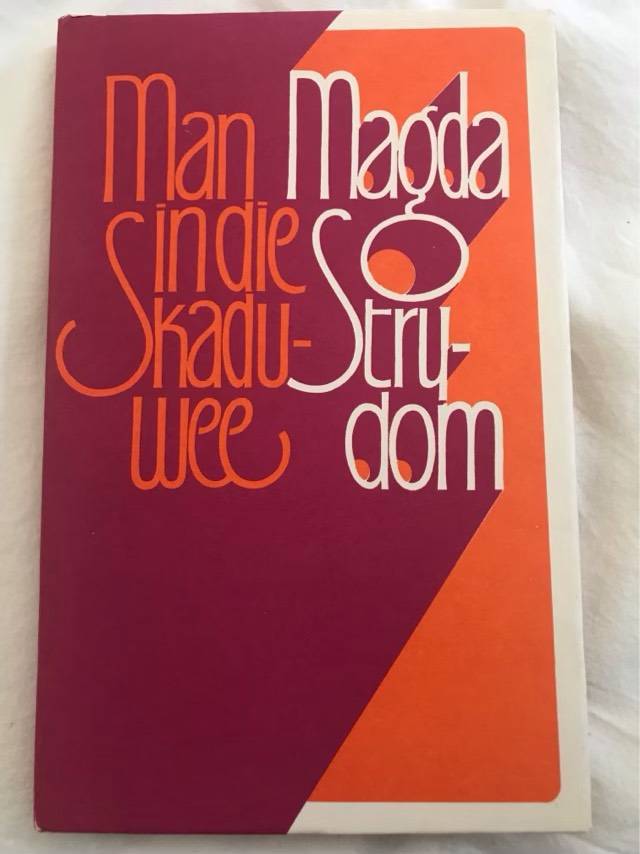 Man
in die
Skadu-
wee
Magda
Stry-
dom